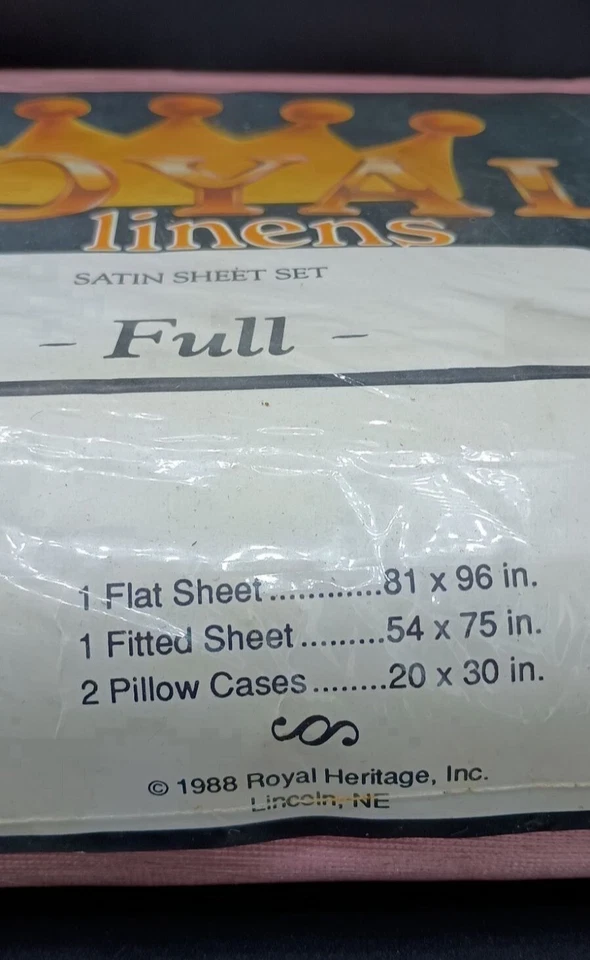 ROYAL
linens
SATIN SHEET SET
- Full -
1 Flat Sheet............81 x 96 in.
1 Fitted Sheet.........54 x 75 in.
2 Pillow Cases........20 x 30 in.
© 1988 Royal Heritage, Inc.
Lincoln, NE